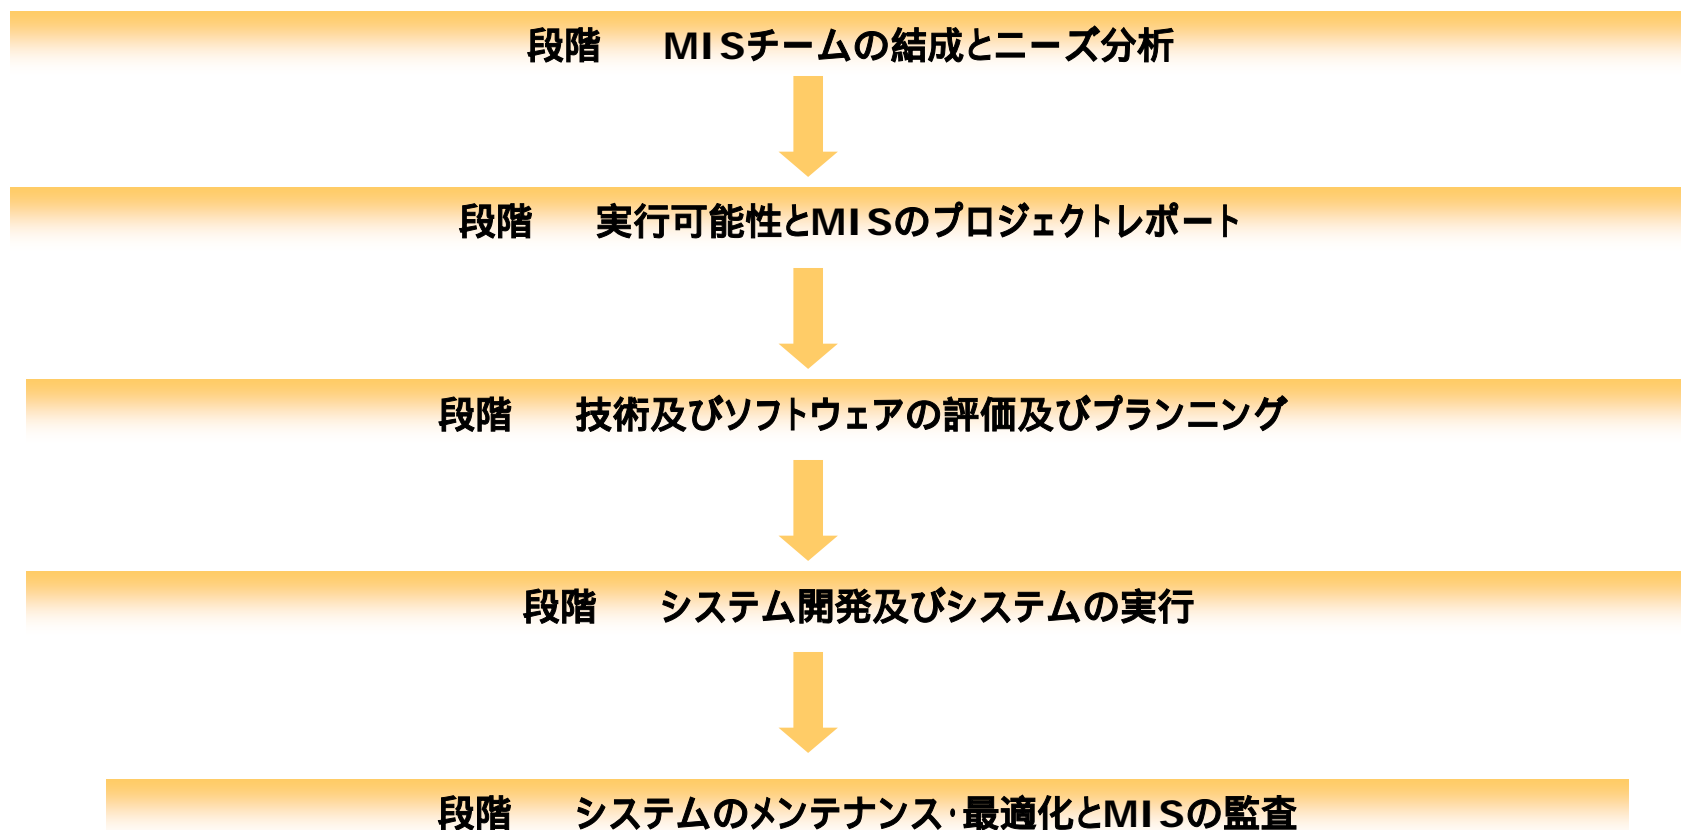 段階　MISチームの結成とニーズ分析
段階　実行可能性とMISのプロジェクトレポート
段階　技術及びソフトウェアの評価及びプランニング
段階　システム開発及びシステムの実行
段階　システムのメンテナンス・最適化とMISの監査